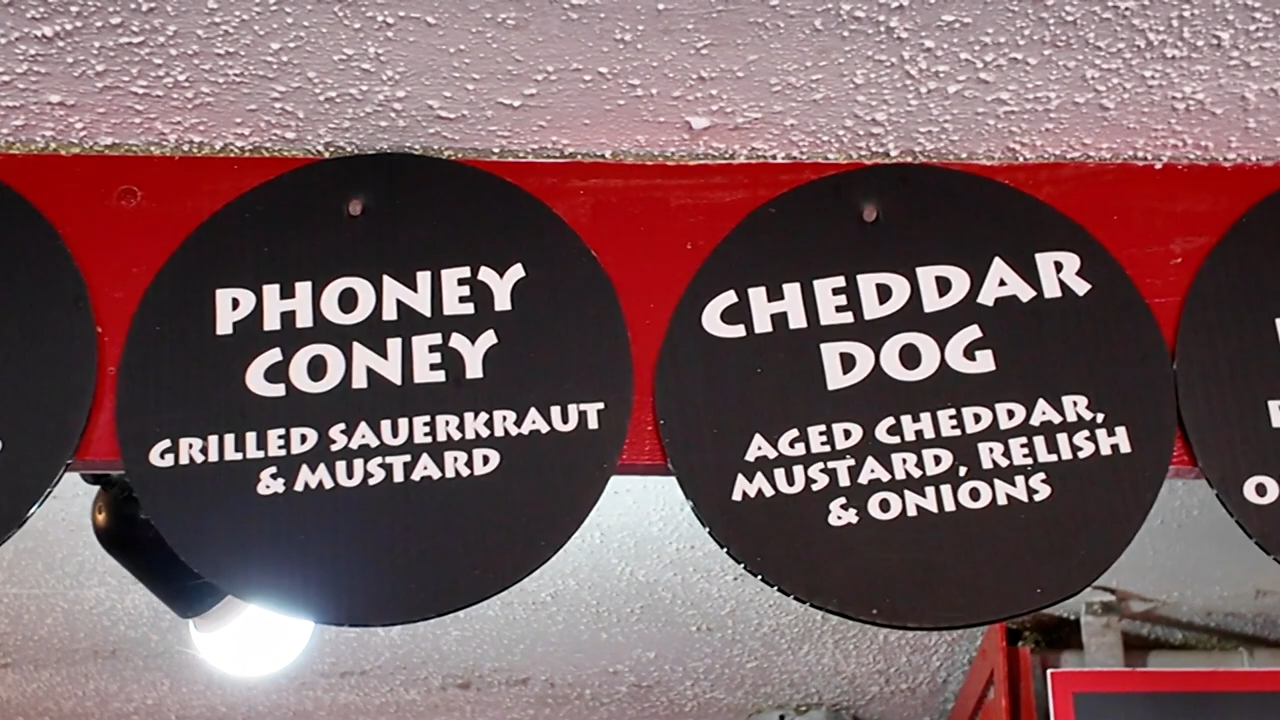 PHONEY
CONEY
GRILLED SAUERKRAUT
& MUSTARD
CHEDDAR
DOG
AGED CHEDDAR,
MUSTARD, RELISH
& ONIONS